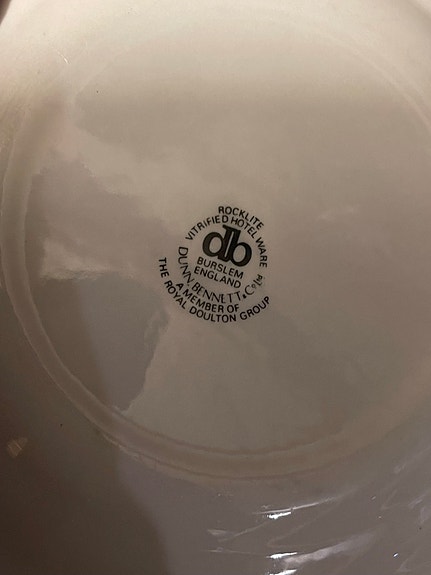 ROCKLITE
VITRIFIED HOTEL WARE
db
BURSLEM
ENGLAND
DUNN, BENNETT & Co Ltd
A MEMBER OF
THE ROYAL DOULTON GROUP